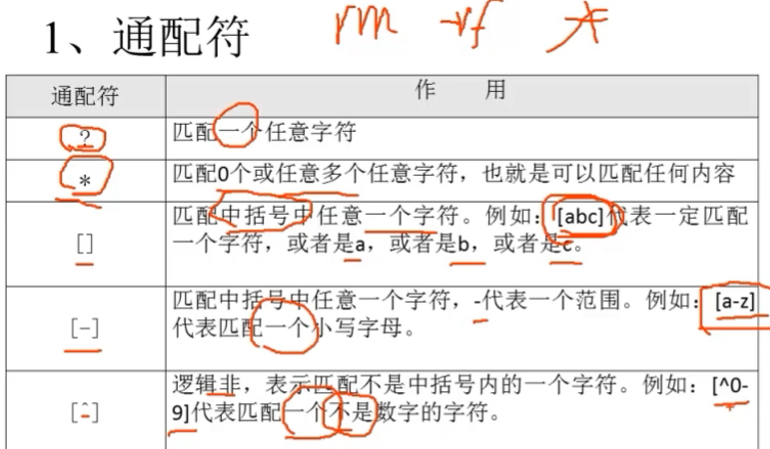 1、通配符
rm -rf *
通配符 作 用
? 匹配一个任意字符
* 匹配0个或任意多个任意字符，也就是可以匹配任何内容
[] 匹配中括号中任意一个字符。例如：[abc]代表一定匹配
一个字符，或者是a，或者是b，或者是c。
[-] 匹配中括号中任意一个字符，-代表一个范围。例如：[a-z]
代表匹配一个小写字母。
[^] 逻辑非，表示匹配不是中括号内的一个字符。例如：[^0-
9]代表匹配一个不是数字的字符。